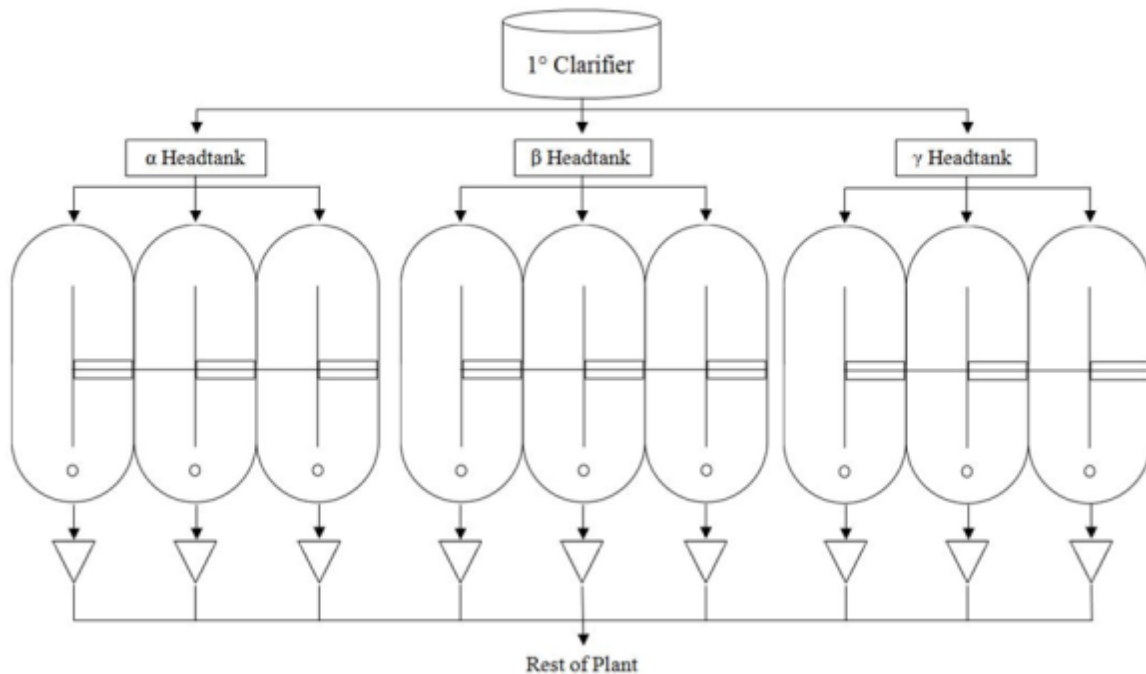 1° Clarifier
α Headtank
β Headtank
γ Headtank
Rest of Plant